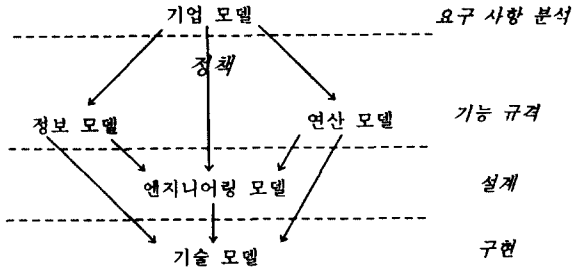 기업 모델 요구 사항 분석
정책
정보 모델 연산 모델 기능 규격
엔지니어링 모델 설계
기술 모델 구현